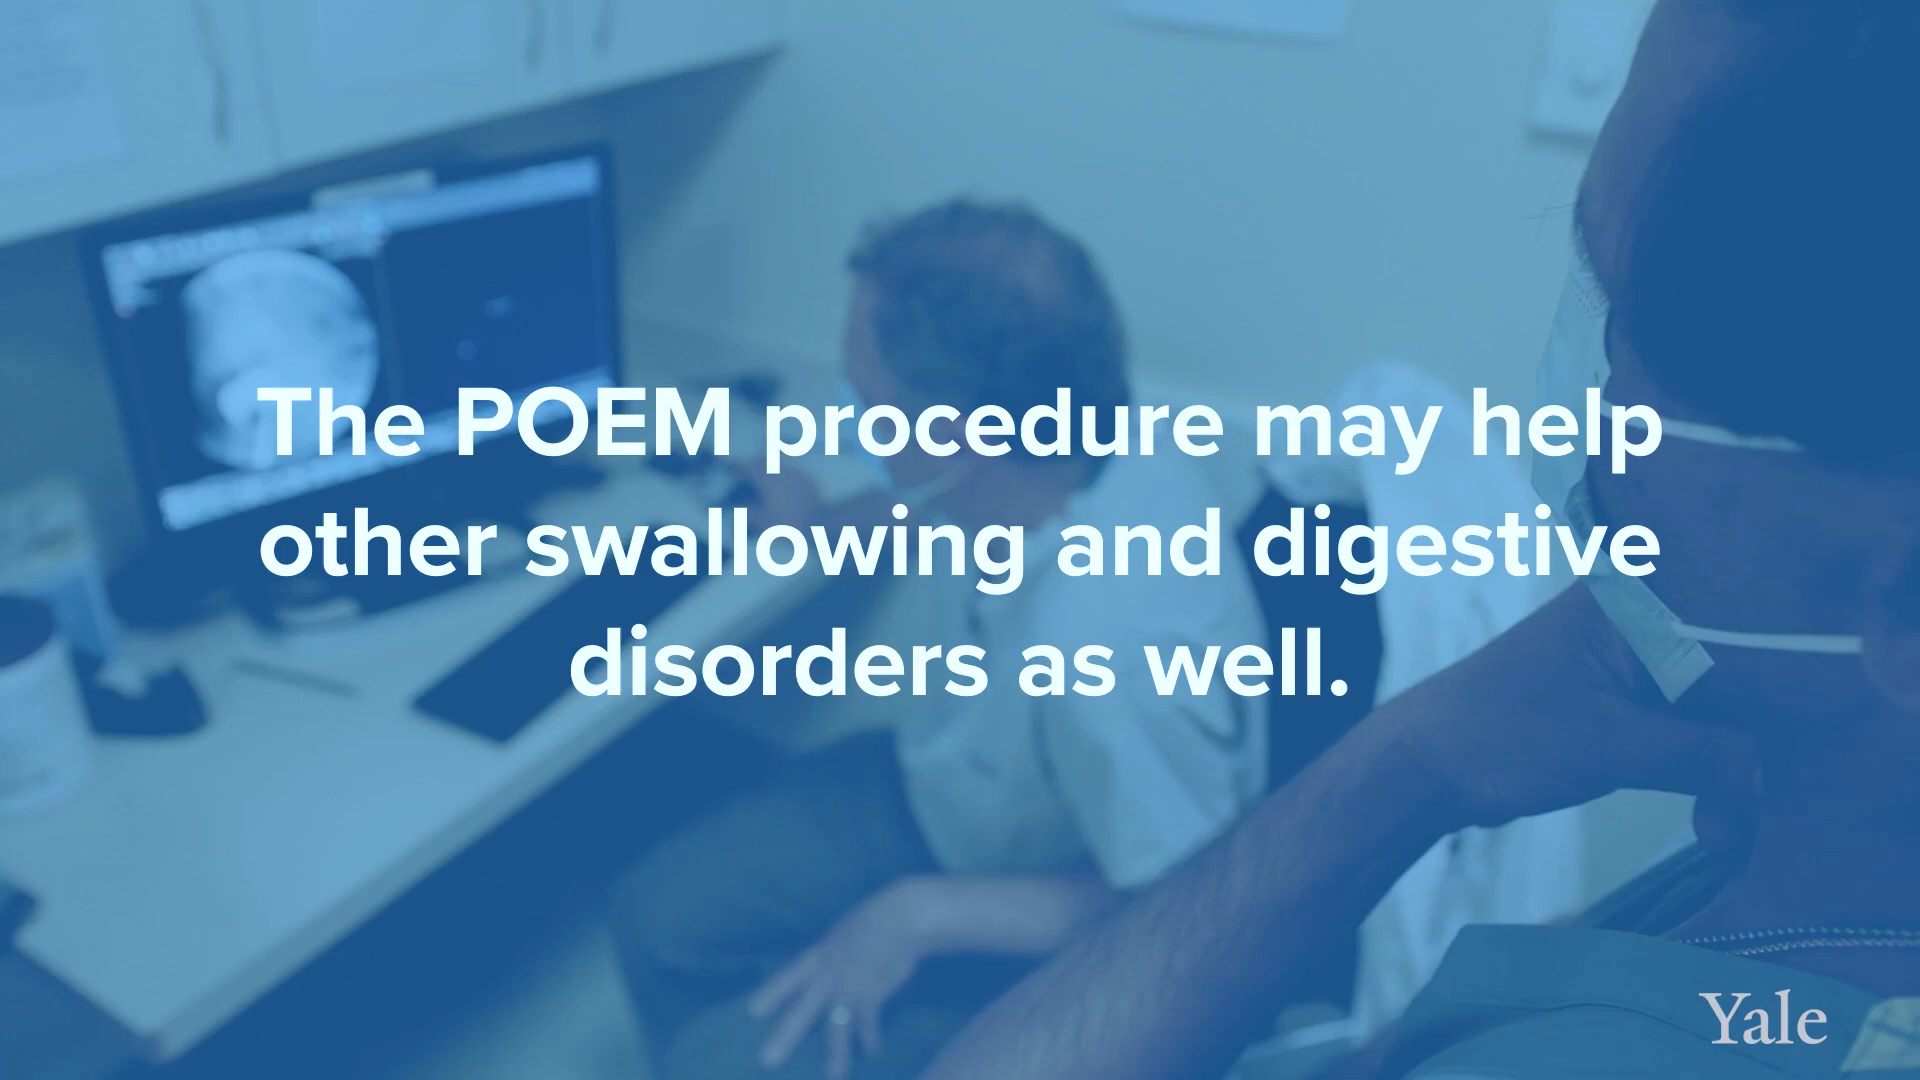 The POEM procedure may help
other swallowing and digestive
disorders as well.
Yale